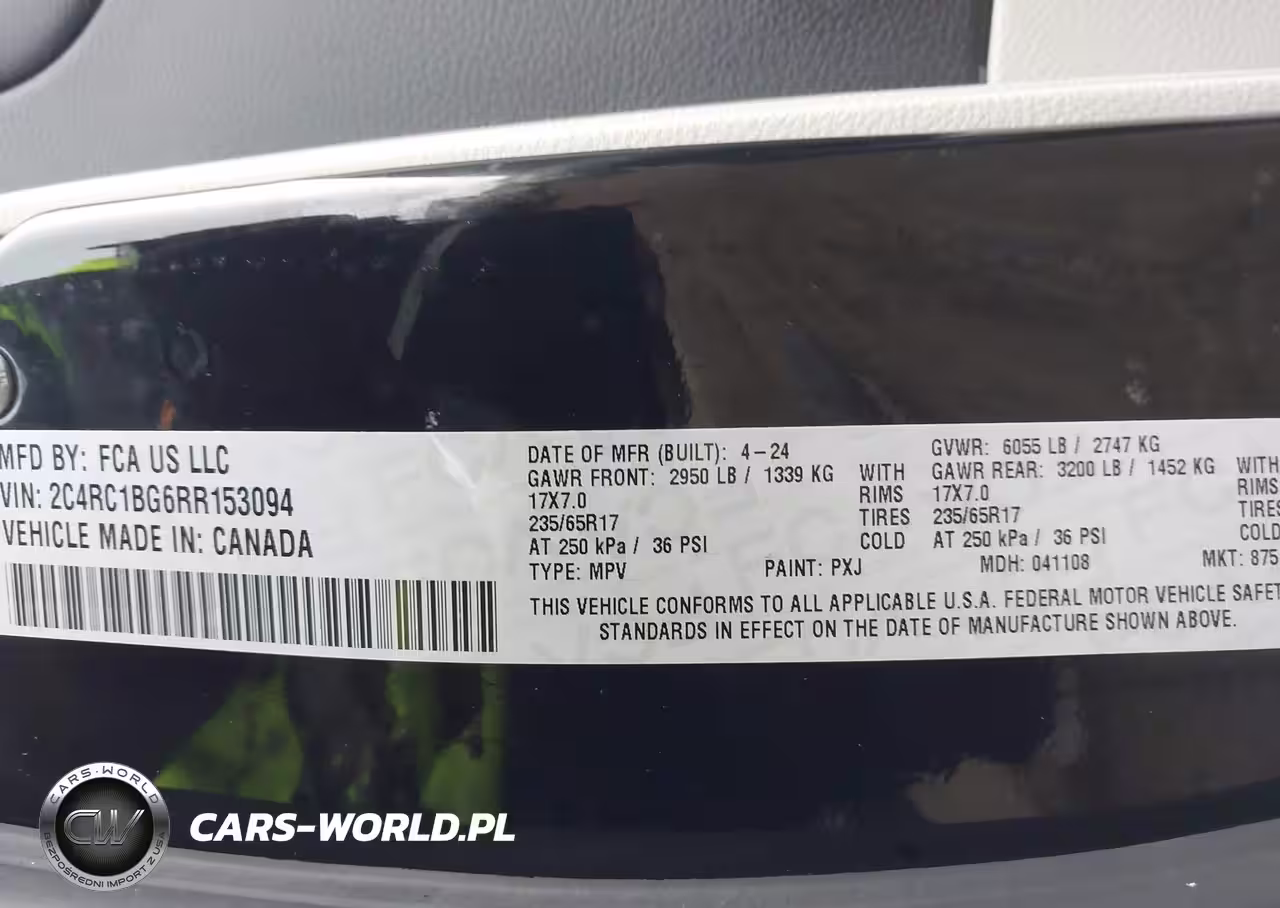 MFD BY: FCA US LLC
VIN: 2C4RC1BG6RR153094
VEHICLE MADE IN: CANADA
DATE OF MFR (BUILT): 4-24
GAWR FRONT: 2950 LB / 1339 KG WITH
17X7.0 RIMS
235/65R17 TIRES
AT 250 kPa / 36 PSI COLD
GVWR: 6055 LB / 2747 KG
GAWR REAR: 3200 LB / 1452 KG WITH
17X7.0 RIMS
235/65R17 TIRES
AT 250 kPa / 36 PSI COLD
TYPE: MPV PAINT: PXJ MDH: 041108 MKT: 875
THIS VEHICLE CONFORMS TO ALL APPLICABLE U.S.A. FEDERAL MOTOR VEHICLE SAFET
STANDARDS IN EFFECT ON THE DATE OF MANUFACTURE SHOWN ABOVE.
CARS-WORLD
CW
BEZPOŚREDNI IMPORT Z USA
CARS-WORLD.PL